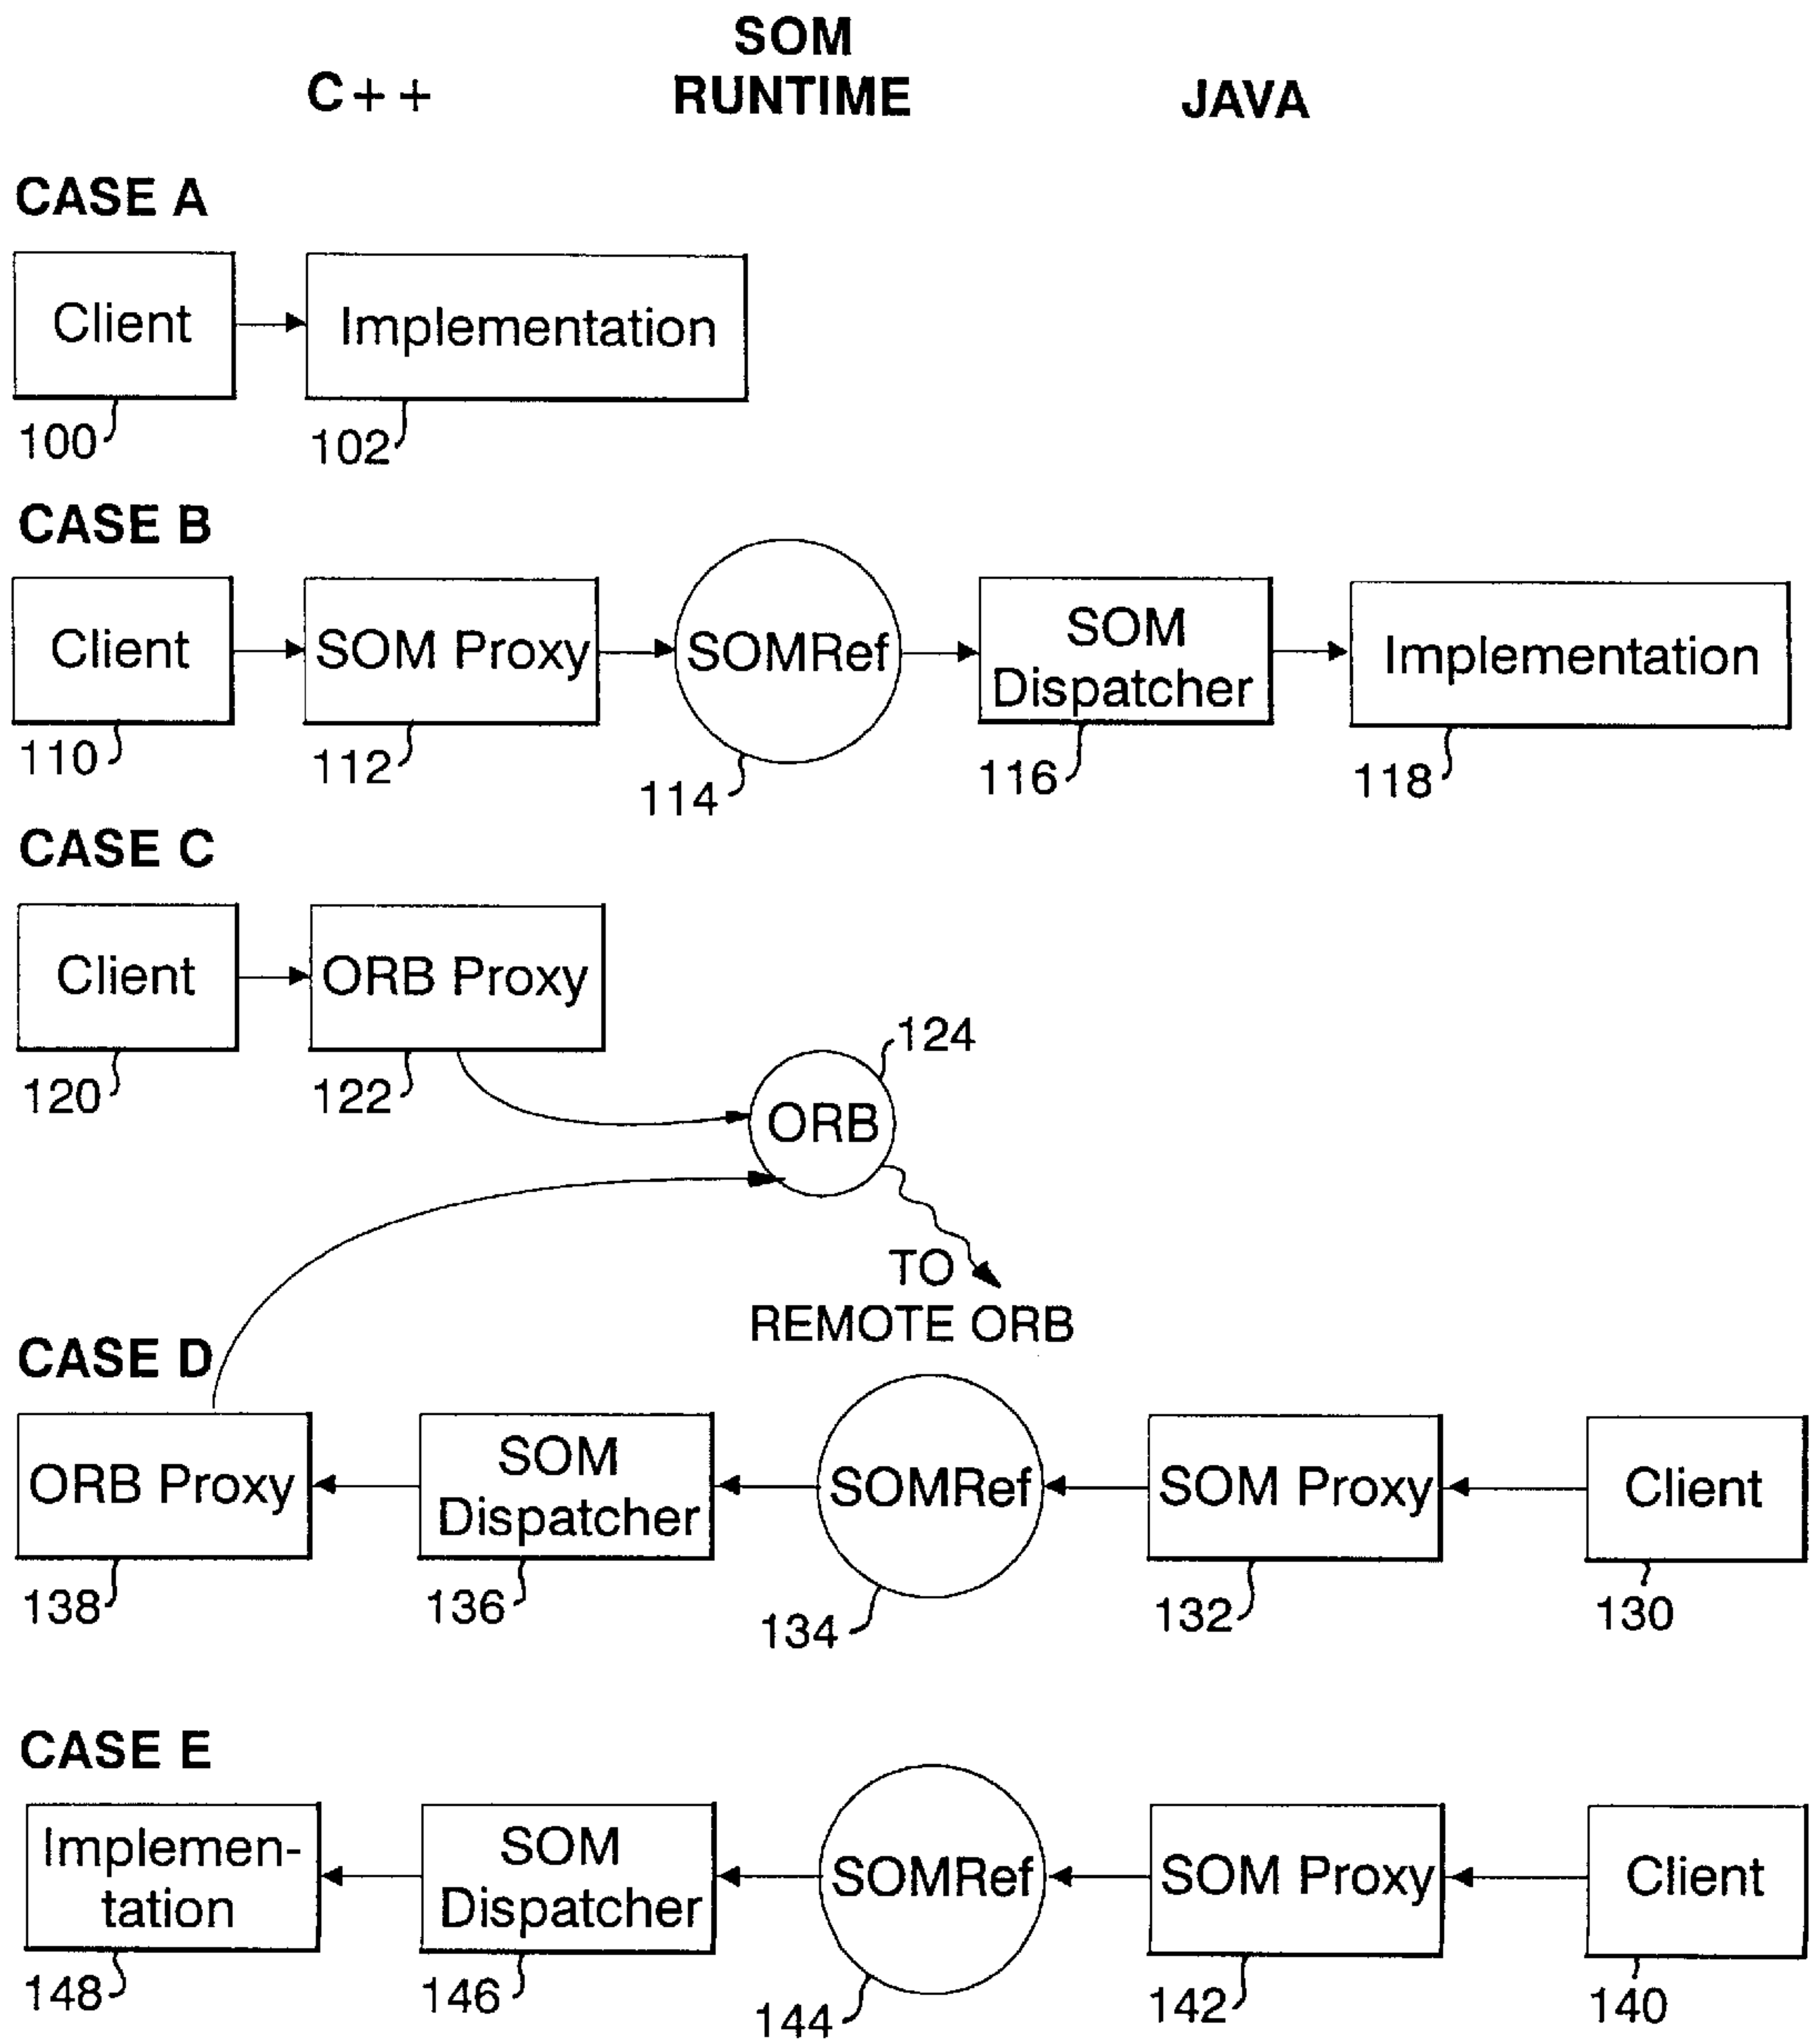 SOM
C++ RUNTIME JAVA
CASE A
Client Implementation
100 102
CASE B
Client SOM Proxy SOMRef SOM
Dispatcher Implementation
110 112 114 116 118
CASE C
Client ORB Proxy
120 122 124
ORB
TO
REMOTE ORB
CASE D
ORB Proxy SOM
Dispatcher SOMRef SOM Proxy Client
138 136 134 132 130
CASE E
Implemen-
tation SOM
Dispatcher SOMRef SOM Proxy Client
148 146 144 142 140